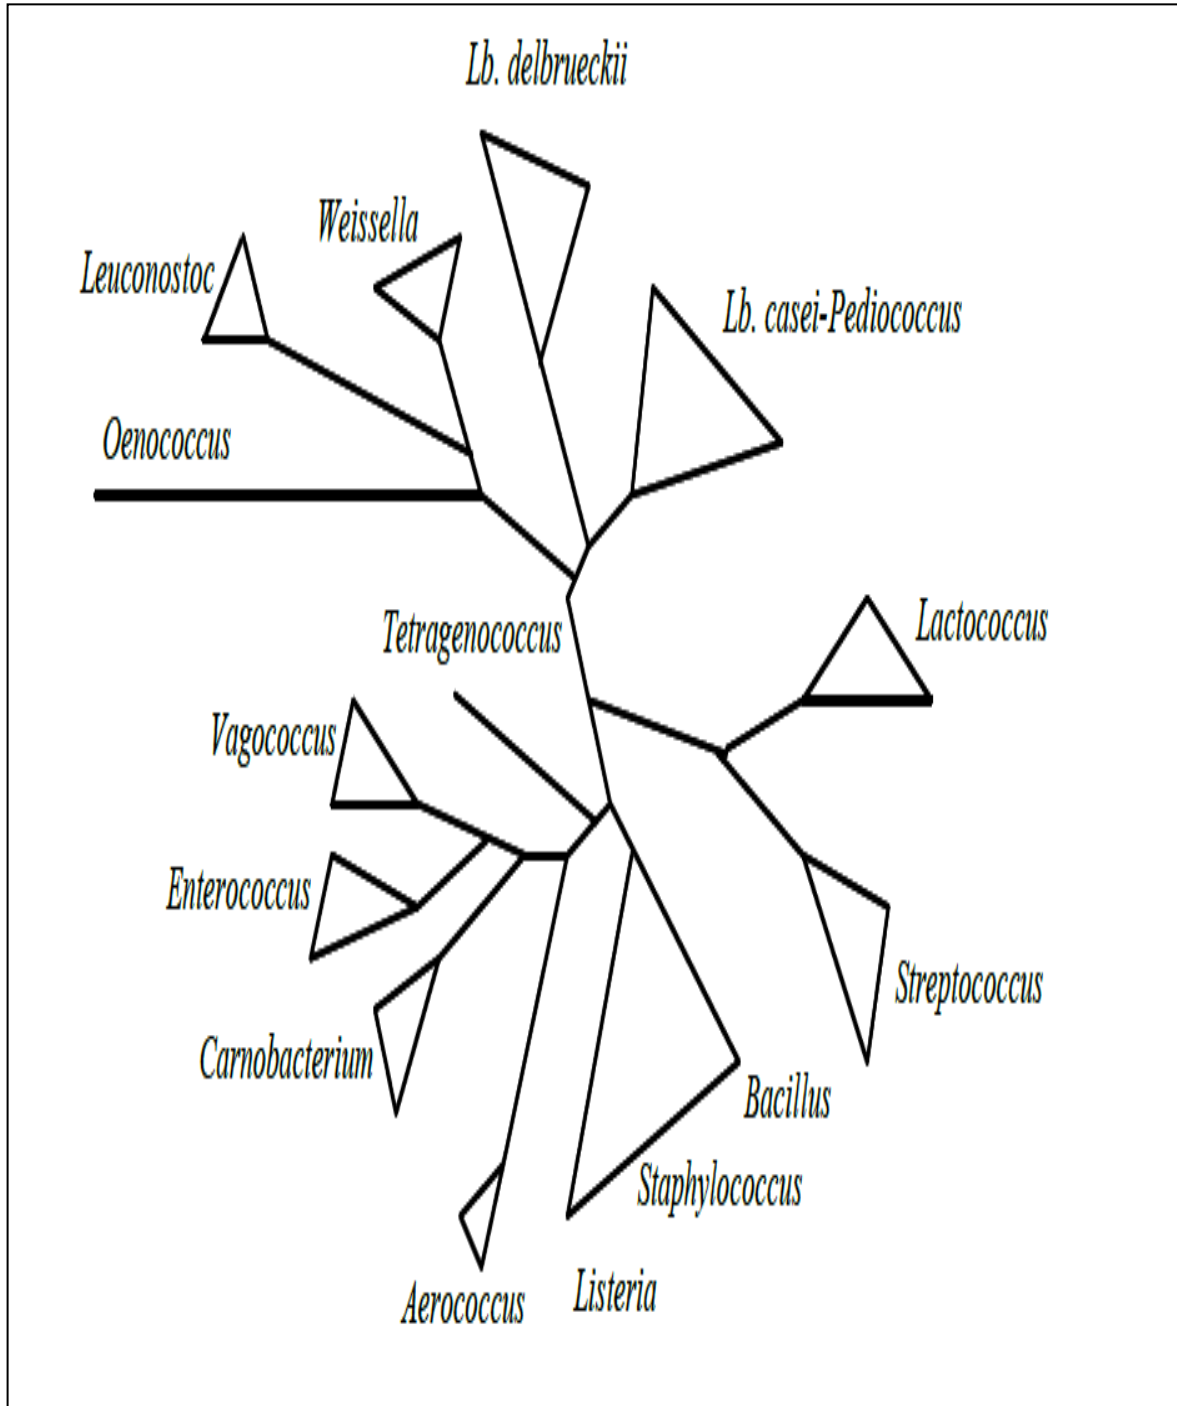 Lb. delbrueckii
Weissella
Leuconostoc
Lb. casei-Pediococcus
Oenococcus
Lactococcus
Tetragenococcus
Vagococcus
Enterococcus
Streptococcus
Carnobacterium
Bacillus
Staphylococcus
Listeria
Aerococcus